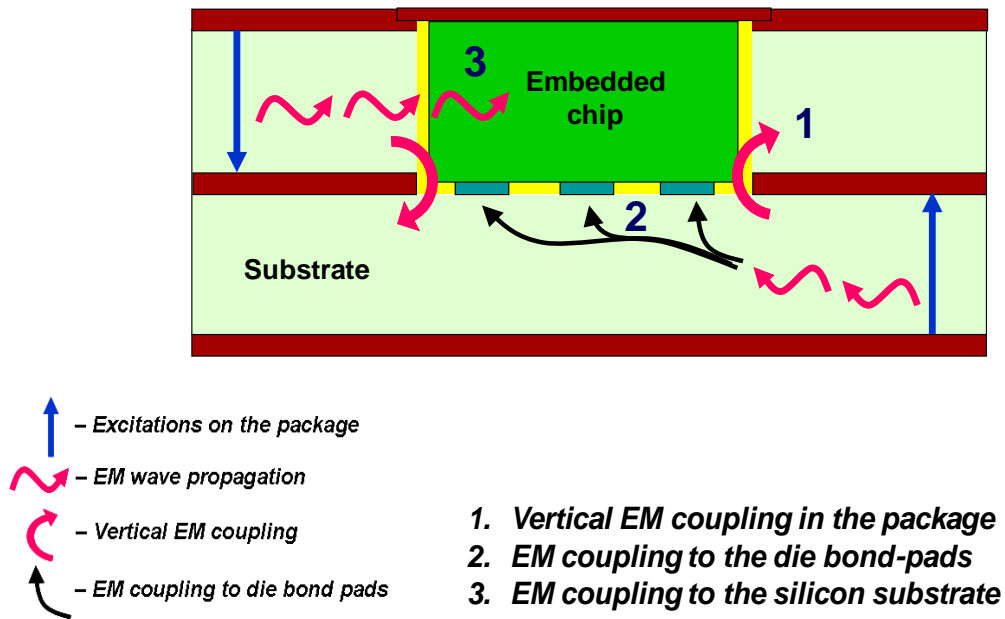 3
Embedded
chip
1
2
Substrate
– Excitations on the package
– EM wave propagation
– Vertical EM coupling
– EM coupling to die bond pads
1. Vertical EM coupling in the package
2. EM coupling to the die bond-pads
3. EM coupling to the silicon substrate